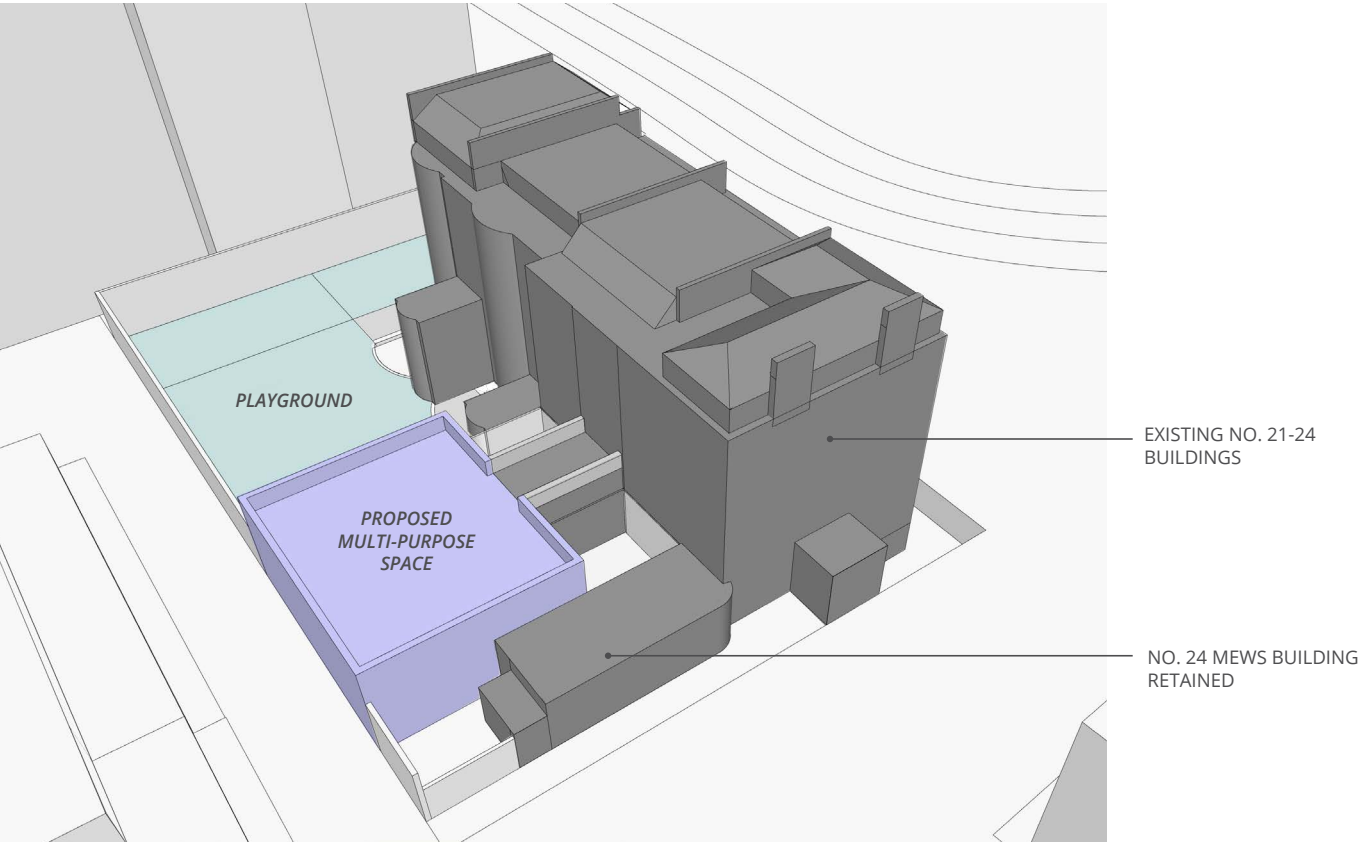 PLAYGROUND
PROPOSED
MULTI-PURPOSE
SPACE
EXISTING NO. 21-24
BUILDINGS
NO. 24 MEWS BUILDING
RETAINED